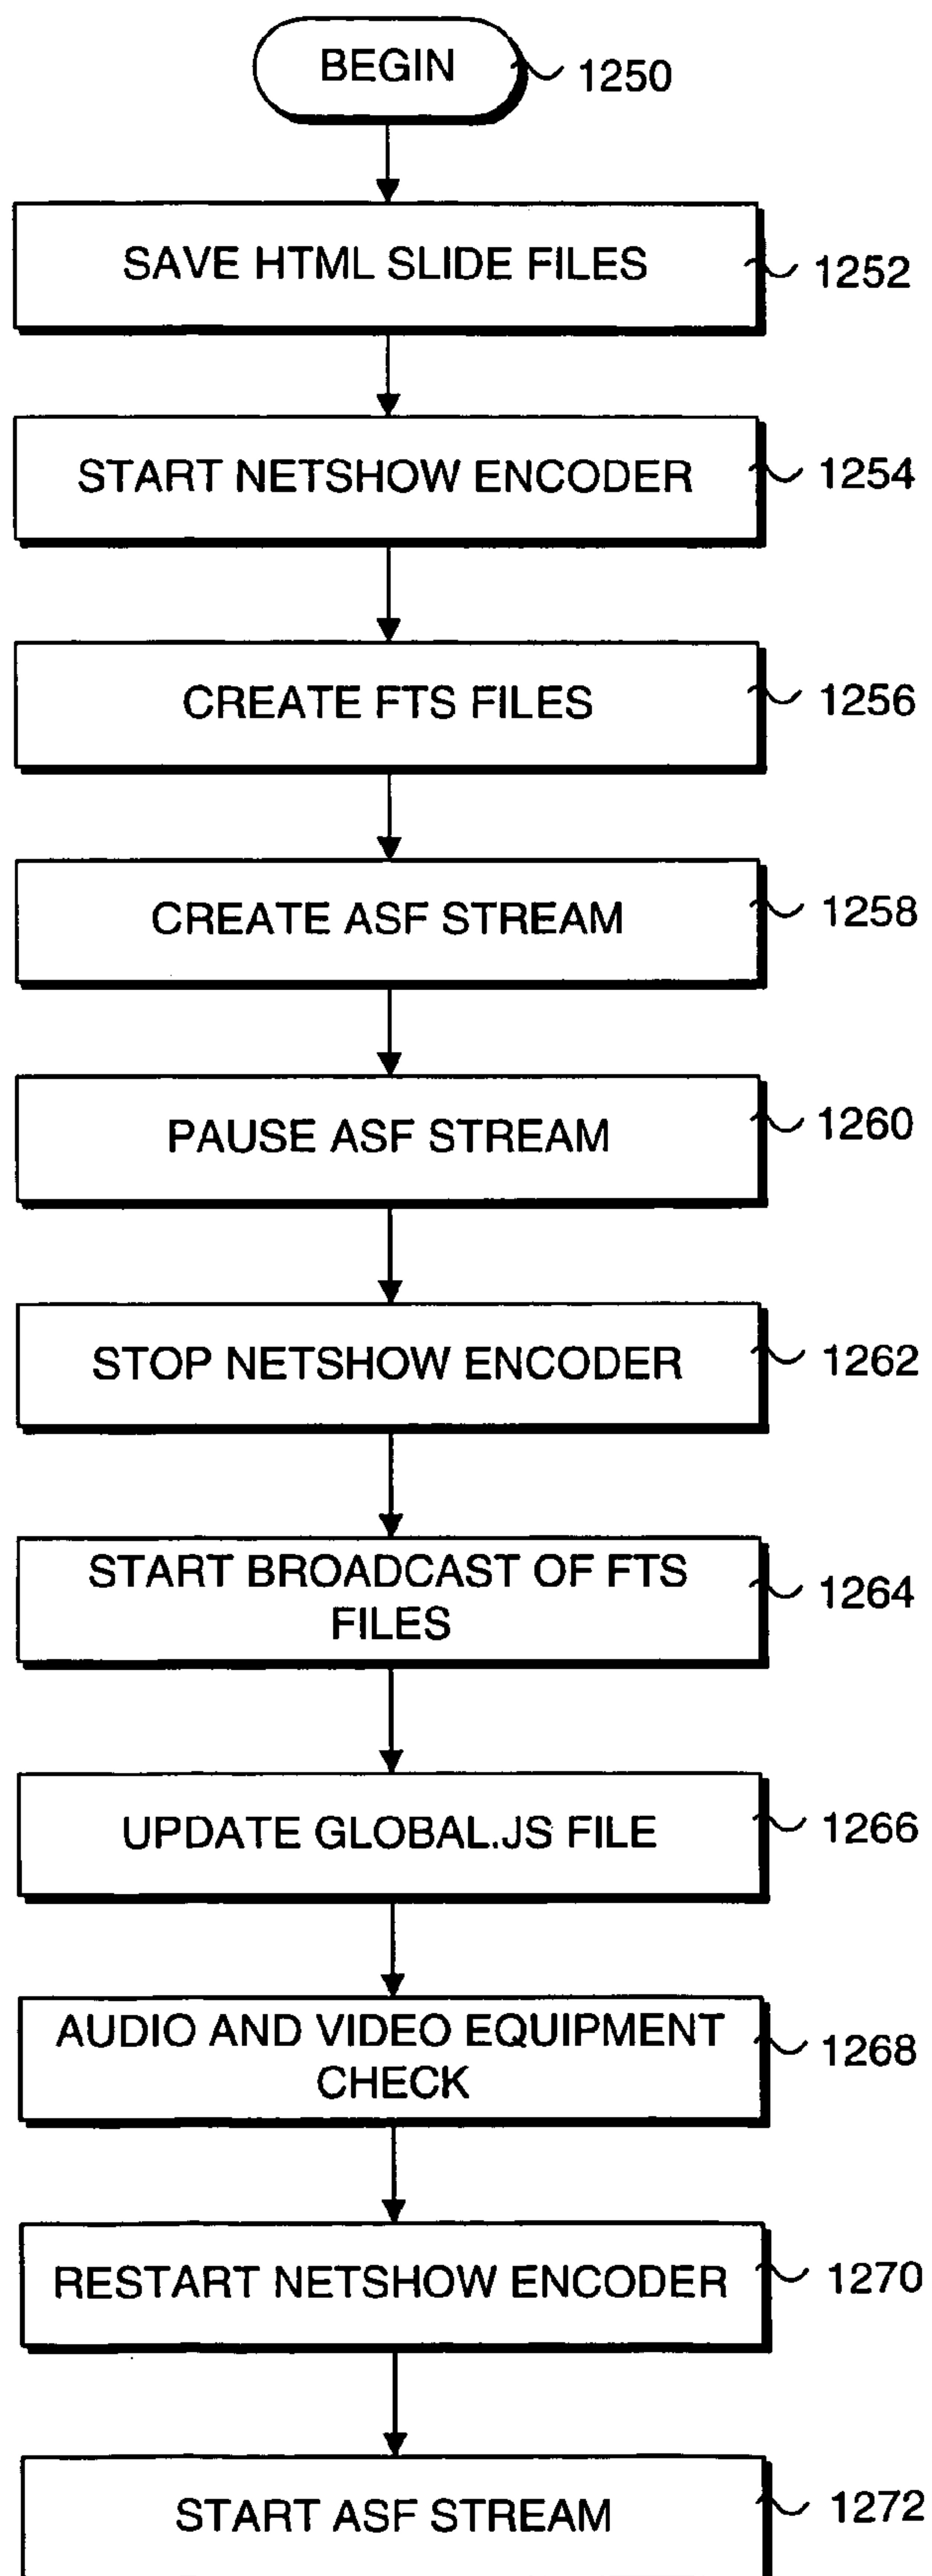 BEGIN
1250
SAVE HTML SLIDE FILES
1252
START NETSHOW ENCODER
1254
CREATE FTS FILES
1256
CREATE ASF STREAM
1258
PAUSE ASF STREAM
1260
STOP NETSHOW ENCODER
1262
START BROADCAST OF FTS
FILES
1264
UPDATE GLOBAL.JS FILE
1266
AUDIO AND VIDEO EQUIPMENT
CHECK
1268
RESTART NETSHOW ENCODER
1270
START ASF STREAM
1272